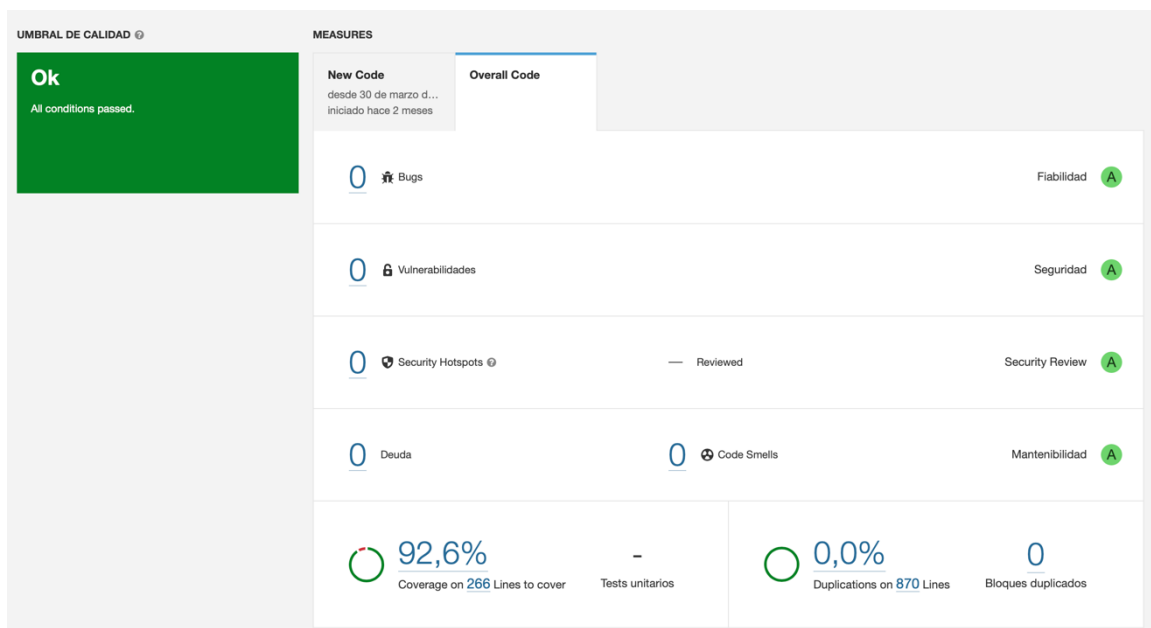 UMBRAL DE CALIDAD
MEASURES
Ok
All conditions passed.
New Code
desde 30 de marzo d...
iniciado hace 2 meses
Overall Code
0 Bugs Fiabilidad A
0 Vulnerabilidades Seguridad A
0 Security Hotspots — Reviewed Security Review A
0 Deuda 0 Code Smells Mantenibilidad A
92,6%
Coverage on 266 Lines to cover
-
Tests unitarios
0,0%
Duplications on 870 Lines
0
Bloques duplicados